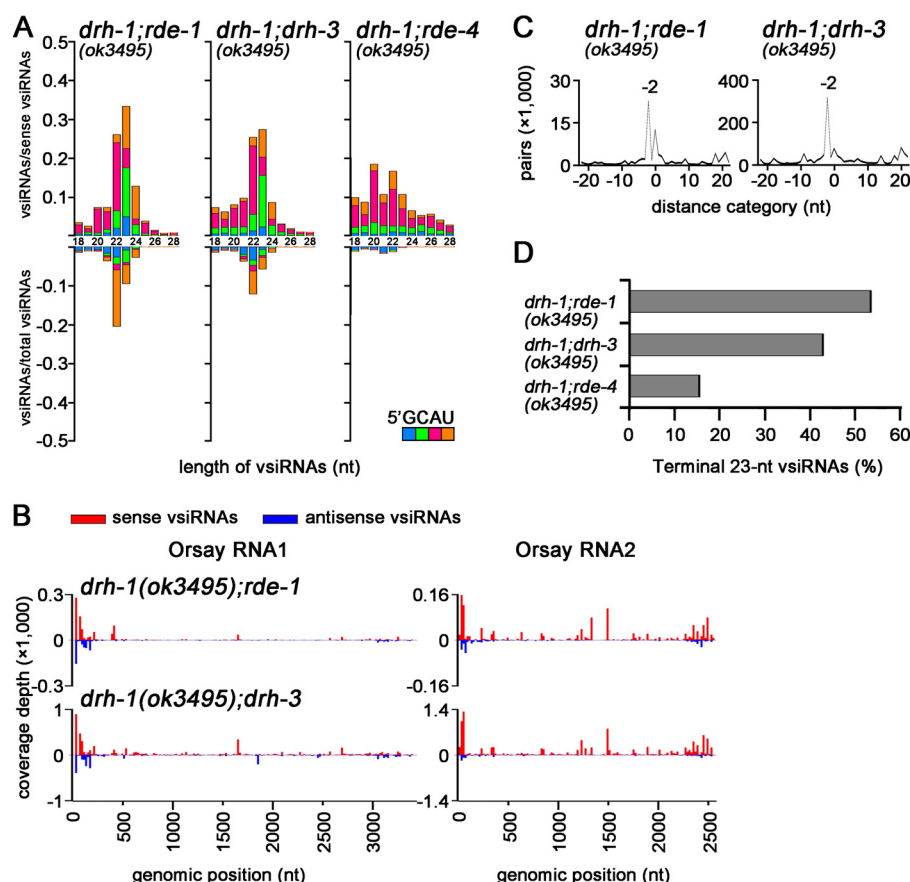 A
drh-1;rde-1
(ok3495)
drh-1;drh-3
(ok3495)
drh-1;rde-4
(ok3495)
vsiRNAs/sense vsiRNAs
0.5
0.4
0.3
0.2
0.1
18 20 22 24 26 28
18 20 22 24 26 28
18 20 22 24 26 28
vsiRNAs/total vsiRNAs
-0.1
-0.2
-0.3
-0.4
-0.5
5'GCAU
length of vsiRNAs (nt)
C
drh-1;rde-1
(ok3495)
drh-1;drh-3
(ok3495)
pairs (×1,000)
30
15
0
-2
-20 -10 0 10 20
400
200
0
-2
-20 -10 0 10 20
distance category (nt)
D
drh-1;rde-1
(ok3495)
drh-1;drh-3
(ok3495)
drh-1;rde-4
(ok3495)
0 10 20 30 40 50 60
Terminal 23-nt vsiRNAs (%)
B
sense vsiRNAs
antisense vsiRNAs
Orsay RNA1
Orsay RNA2
coverage depth (×1,000)
drh-1(ok3495);rde-1
0.3
0
-0.3
0.16
0
-0.16
drh-1(ok3495);drh-3
1
0
-1
1.4
0
-1.4
0 500 1000 1500 2000 2500 3000
0 500 1000 1500 2000 2500
genomic position (nt)
genomic position (nt)